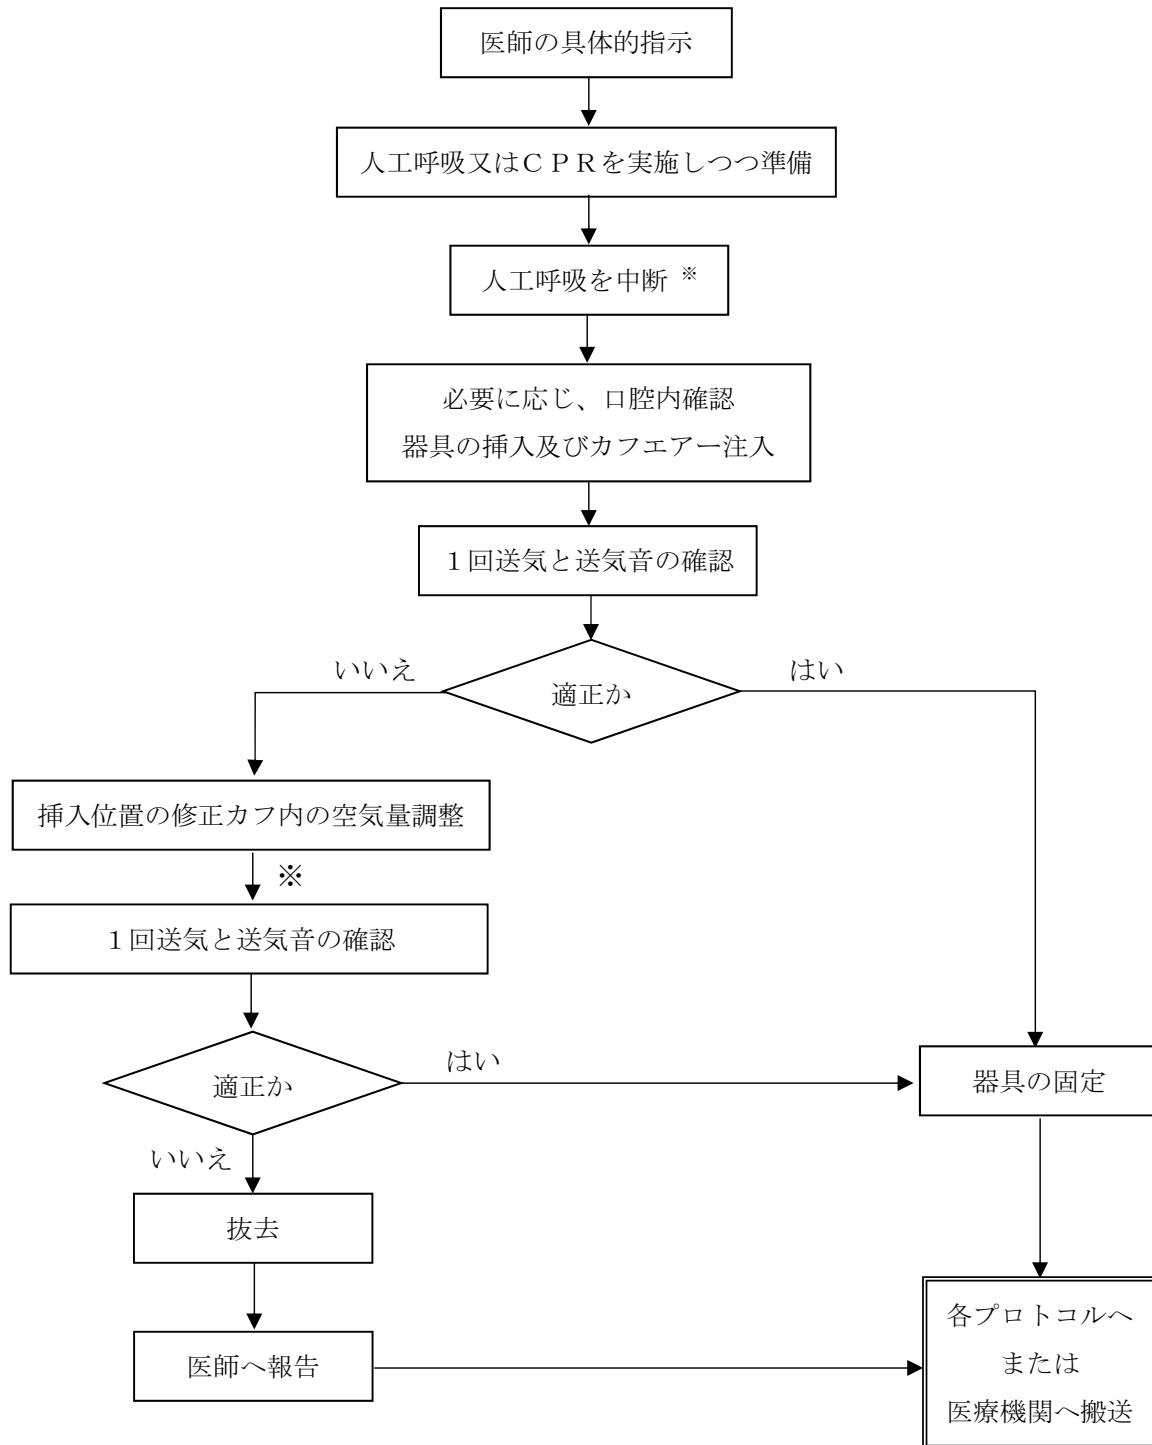 医師の具体的指示
人工呼吸又はＣＰＲを実施しつつ準備
人工呼吸を中断 ※
必要に応じ、口腔内確認
器具の挿入及びカフエアー注入
１回送気と送気音の確認
いいえ
適正か
はい
挿入位置の修正カフ内の空気量調整
※
１回送気と送気音の確認
適正か
はい
器具の固定
いいえ
抜去
医師へ報告
各プロトコルへ
または
医療機関へ搬送